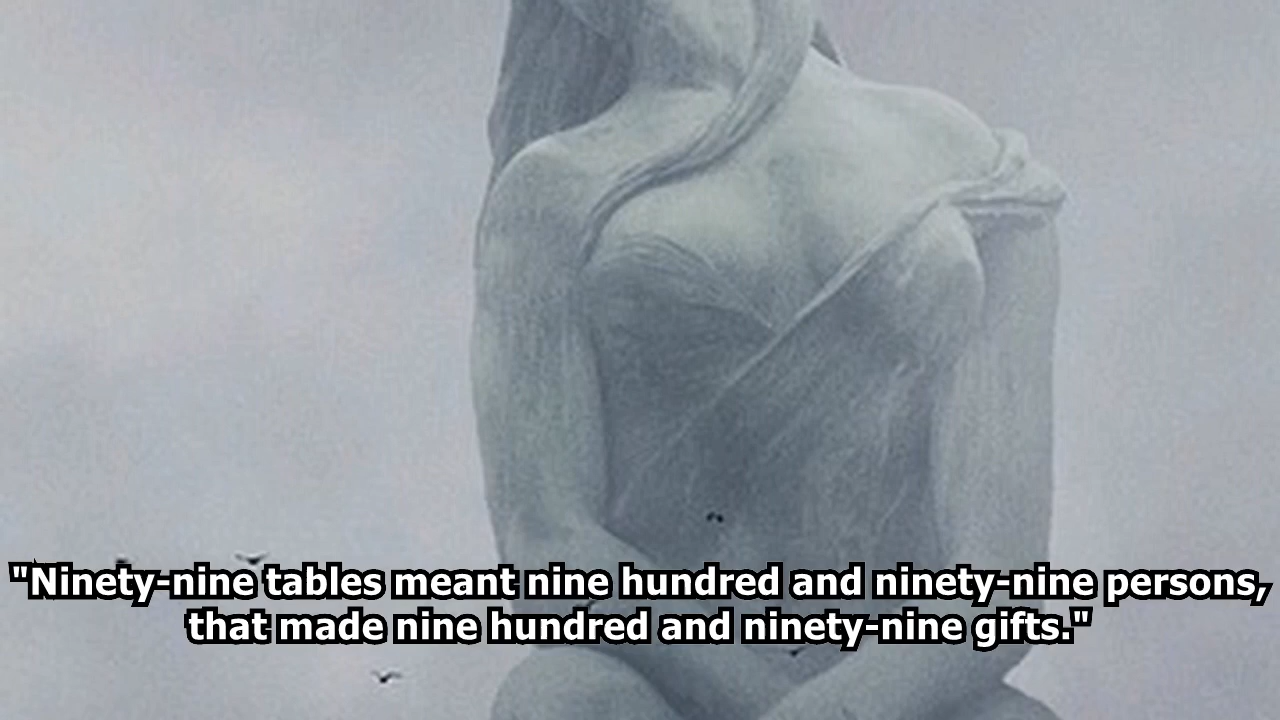 "Ninety-nine tables meant nine hundred and ninety-nine persons,
that made nine hundred and ninety-nine gifts."